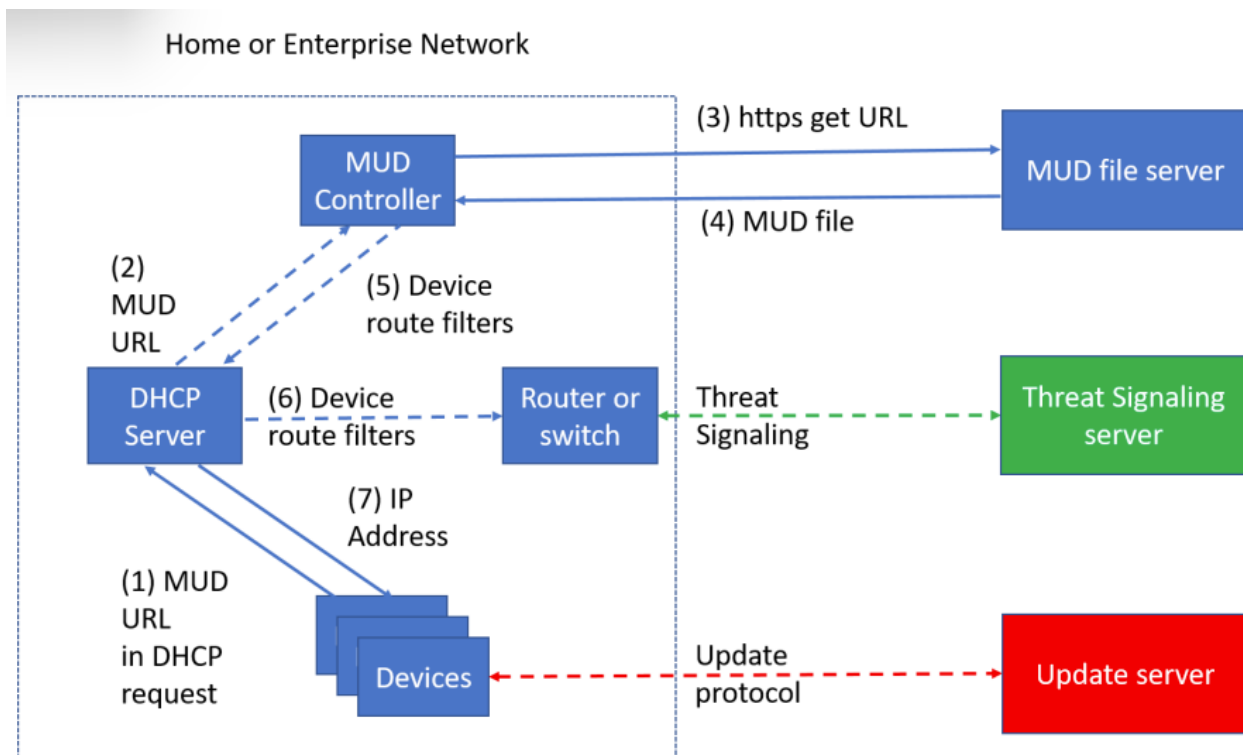 Home or Enterprise Network
(3) https get URL
MUD
Controller
MUD file server
(4) MUD file
(2)
MUD
URL
(5) Device
route filters
DHCP
Server
(6) Device
route filters
Router or
switch
Threat
Signaling
Threat Signaling
server
(7) IP
Address
(1) MUD
URL
in DHCP
request
Devices
Update
protocol
Update server